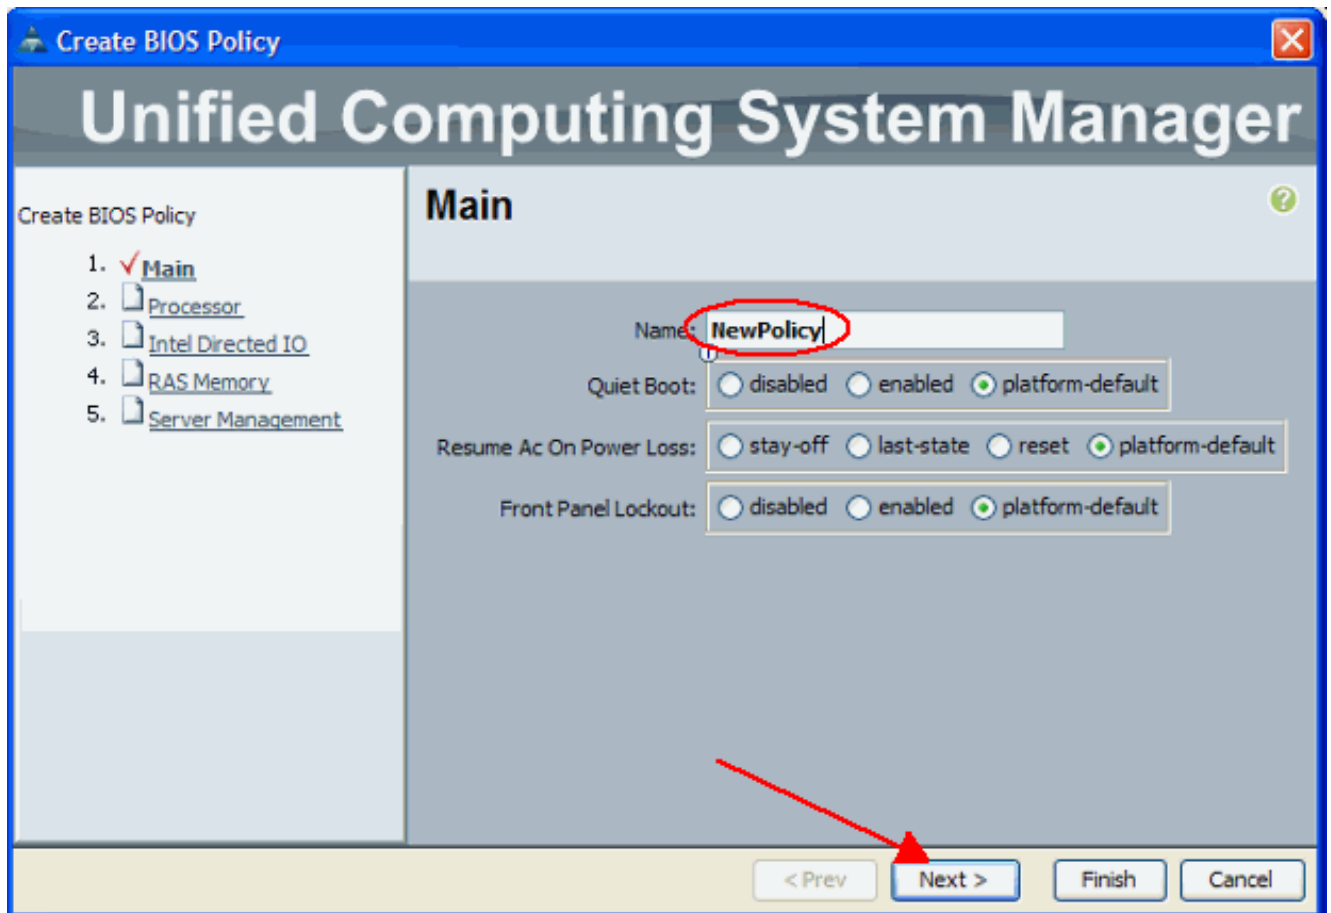 Create BIOS Policy
Unified Computing System Manager
Create BIOS Policy
1. Main
2. Processor
3. Intel Directed IO
4. RAS Memory
5. Server Management
Main
Name: NewPolicy
Quiet Boot: disabled enabled platform-default
Resume Ac On Power Loss: stay-off last-state reset platform-default
Front Panel Lockout: disabled enabled platform-default
< Prev Next > Finish Cancel